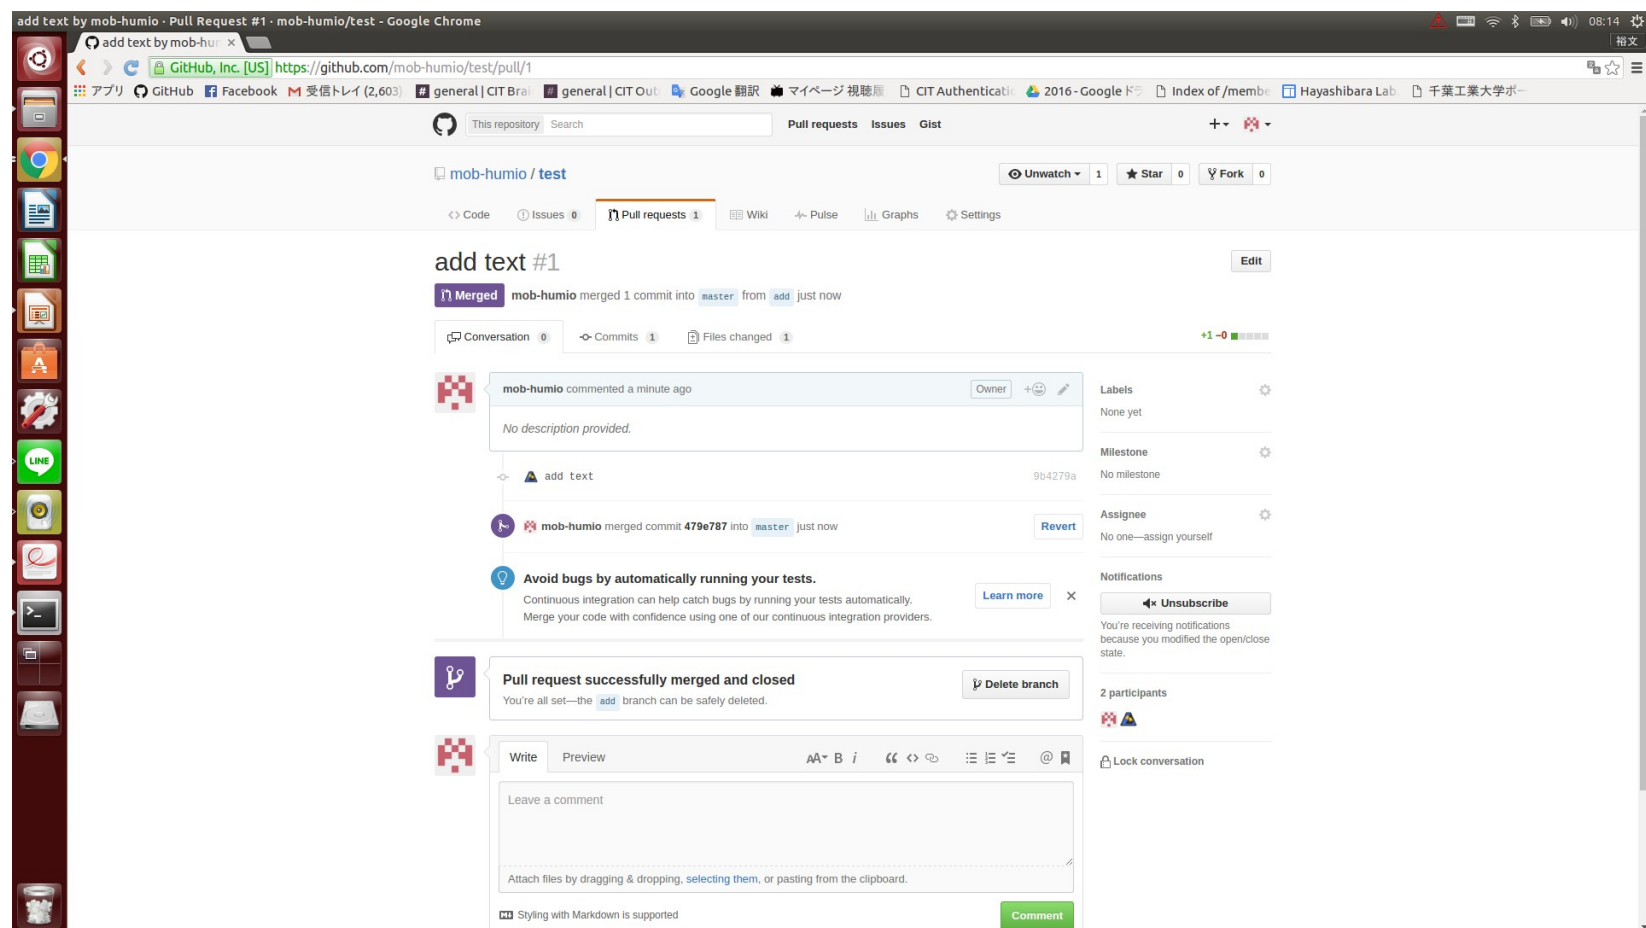 add text by mob-humio · Pull Request #1 · mob-humio/test - Google Chrome
08:14
add text by mob-hum
裕文
GitHub, Inc. [US] https://github.com/mob-humio/test/pull/1
アプリ GitHub Facebook 受信トレイ (2,603) general | CIT Brai general | CIT Out Google 翻訳 マイページ 視聴履 CIT Authenticatio 2016 - Google ドラ Index of /membe Hayashibara Lab 千葉工業大学ポー
This repository Search Pull requests Issues Gist
mob-humio / test Unwatch 1 Star 0 Fork 0
Code Issues 0 Pull requests 1 Wiki Pulse Graphs Settings
add text #1 Edit
Merged mob-humio merged 1 commit into master from add just now
Conversation 0 Commits 1 Files changed 1 +1 −0
mob-humio commented a minute ago Owner
No description provided.
add text 9b4279a
mob-humio merged commit 479e787 into master just now Revert
Avoid bugs by automatically running your tests.
Continuous integration can help catch bugs by running your tests automatically.
Merge your code with confidence using one of our continuous integration providers.
Learn more
Pull request successfully merged and closed
You're all set—the add branch can be safely deleted.
Delete branch
Write Preview AA B i
Leave a comment
Attach files by dragging & dropping, selecting them, or pasting from the clipboard.
Styling with Markdown is supported
Comment
Labels
None yet
Milestone
No milestone
Assignee
No one—assign yourself
Notifications
Unsubscribe
You're receiving notifications
because you modified the open/close
state.
2 participants
Lock conversation
LINE